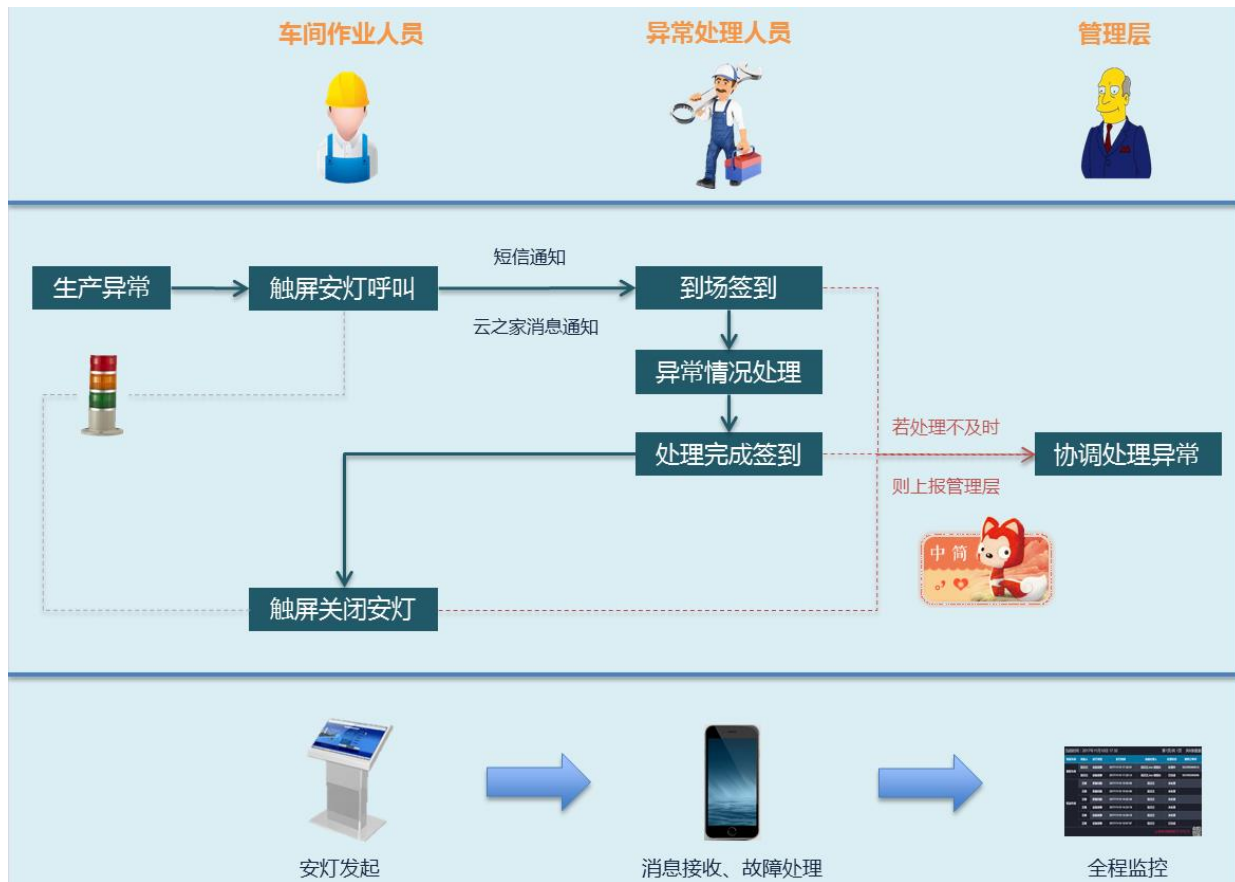 车间作业人员
异常处理人员
管理层
短信通知
生产异常
触屏安灯呼叫
到场签到
云之家消息通知
异常情况处理
若处理不及时
处理完成签到
协调处理异常
则上报管理层
中 简
触屏关闭安灯
安灯发起
消息接收、故障处理
全程监控